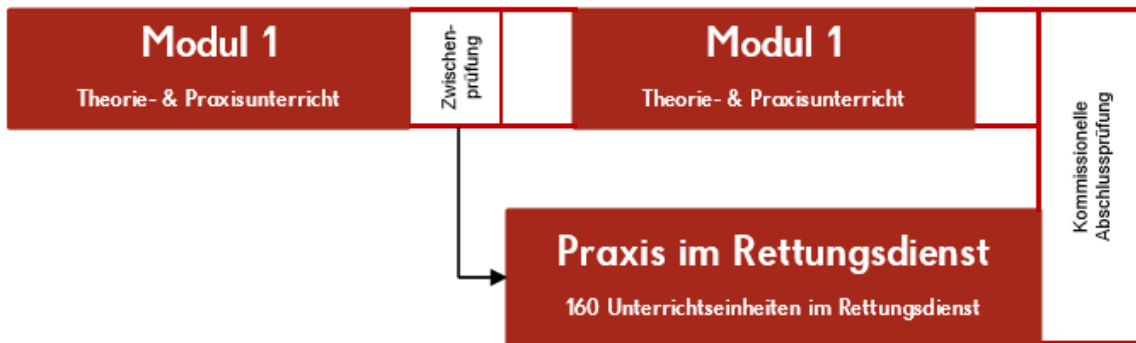 Modul 1
Theorie- & Praxisunterricht
Zwischen-
prüfung
Modul 1
Theorie- & Praxisunterricht
Kommissionelle
Abschlussprüfung
Praxis im Rettungsdienst
160 Unterrichtseinheiten im Rettungsdienst